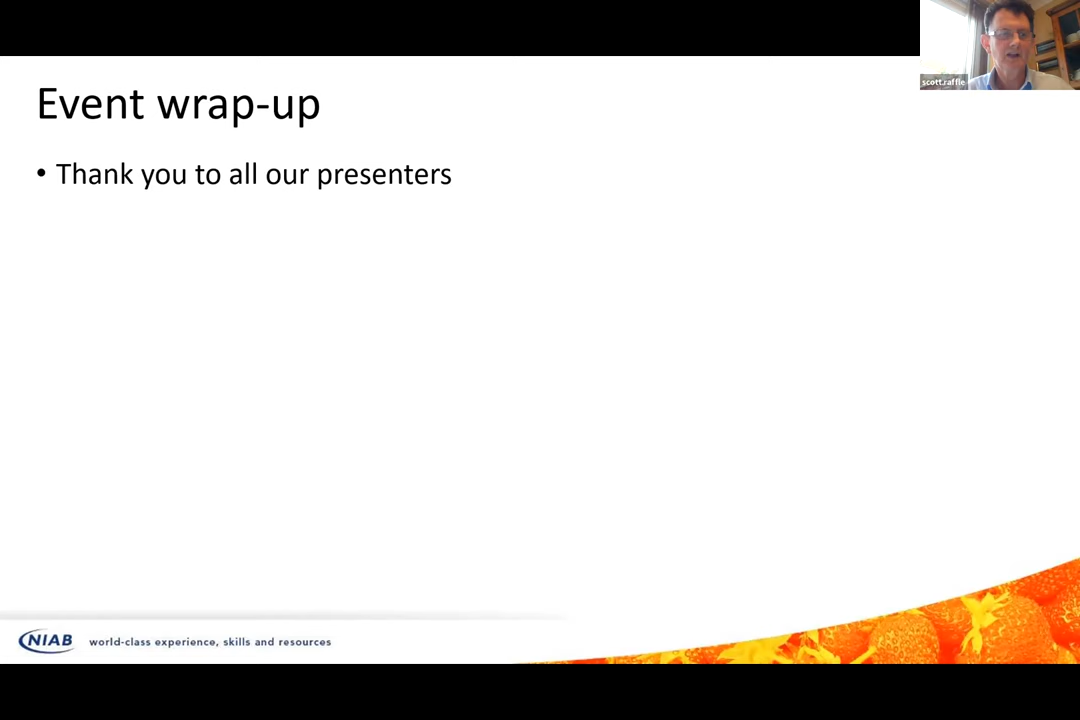 scott.raffle
Event wrap-up
• Thank you to all our presenters
NIAB
world-class experience, skills and resources